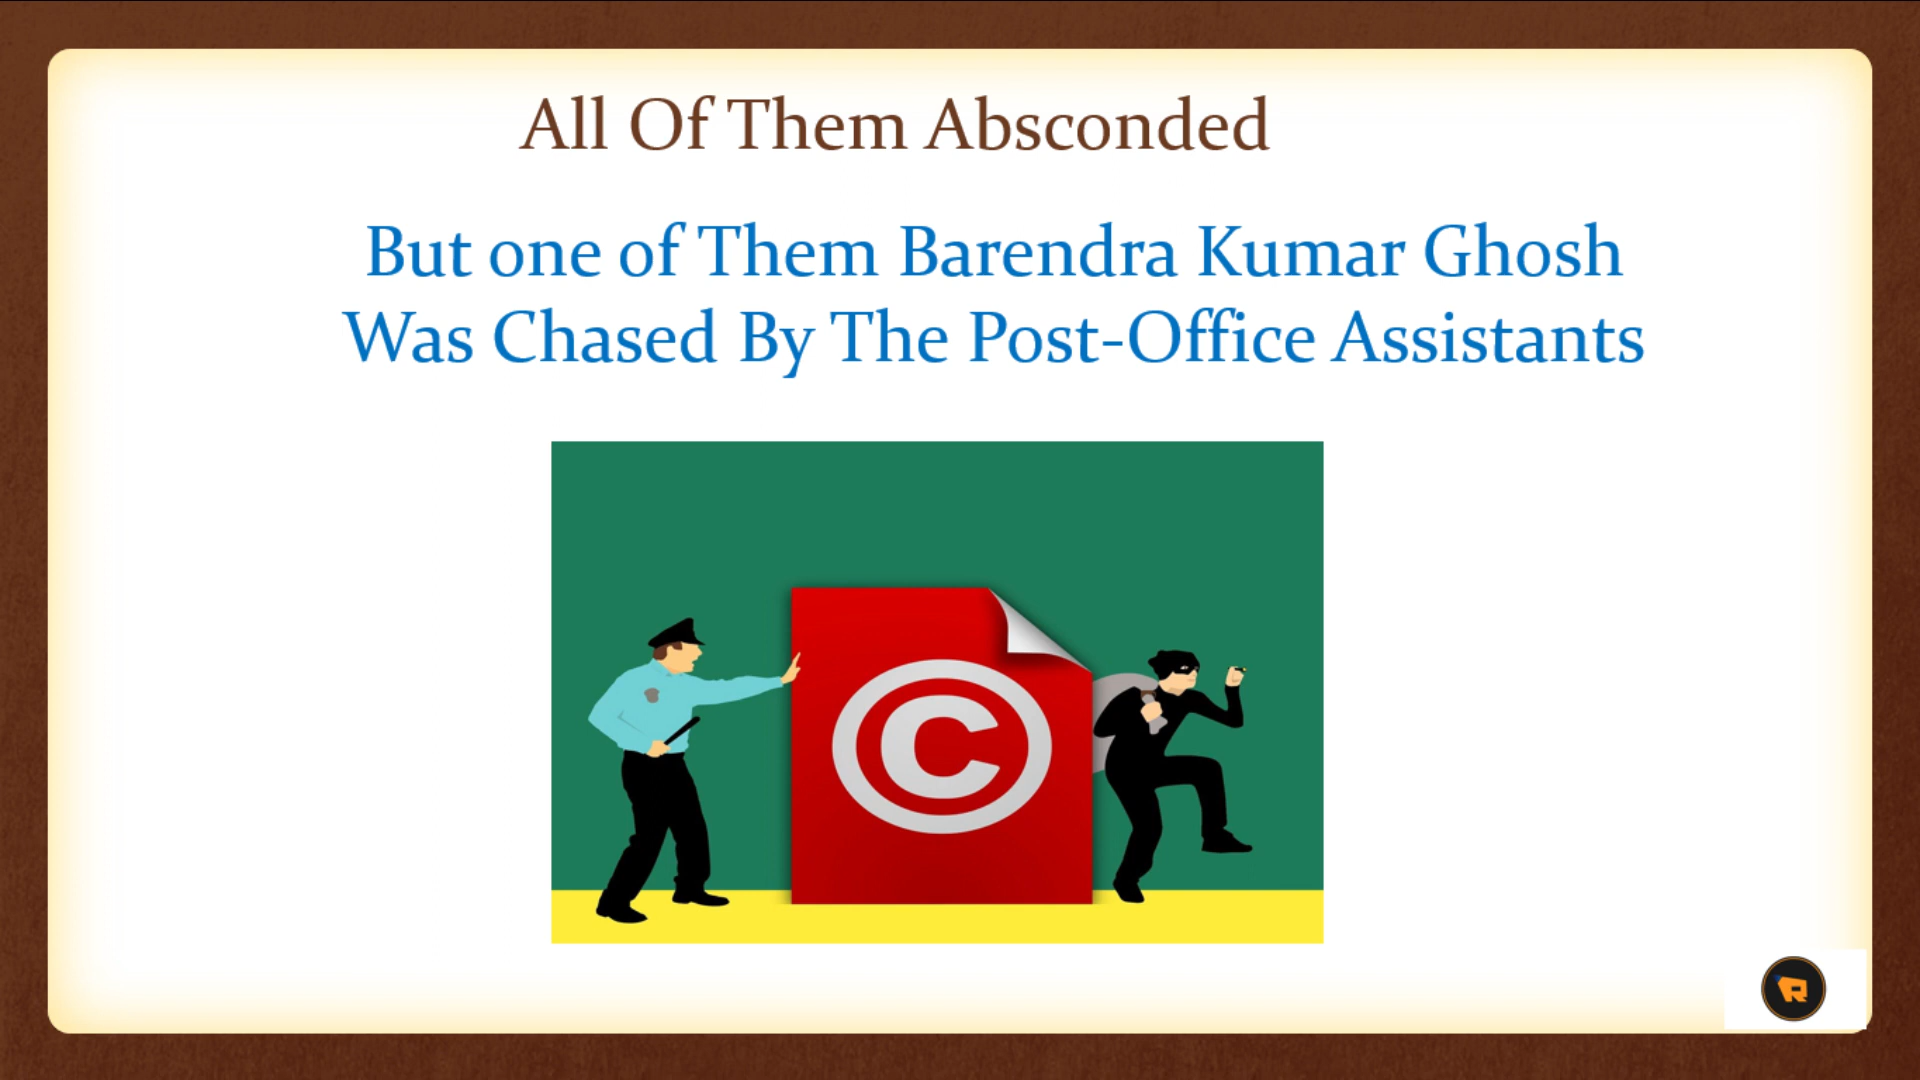 All Of Them Absconded
But one of Them Barendra Kumar Ghosh
Was Chased By The Post-Office Assistants
©
R